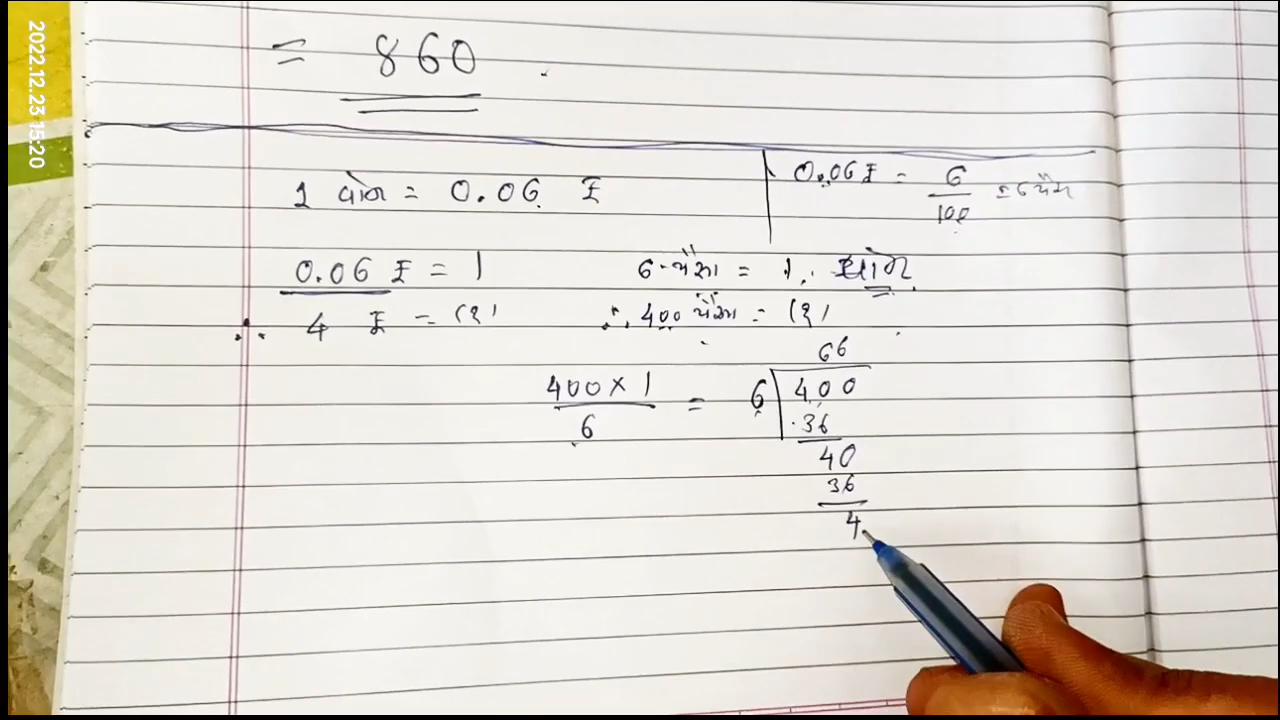 2022.12.23 15:20
= 860
1 વોન = 0.06 ₹
0.06 ₹ = 6/100 = 6 પૈસા
0.06 ₹ = 1
6 પૈસા = 1 વોન
∴ 4 ₹ = (?)
∴ 400 પૈસા = (?)
66
400 × 1 / 6 = 6 400
36
40
36
4